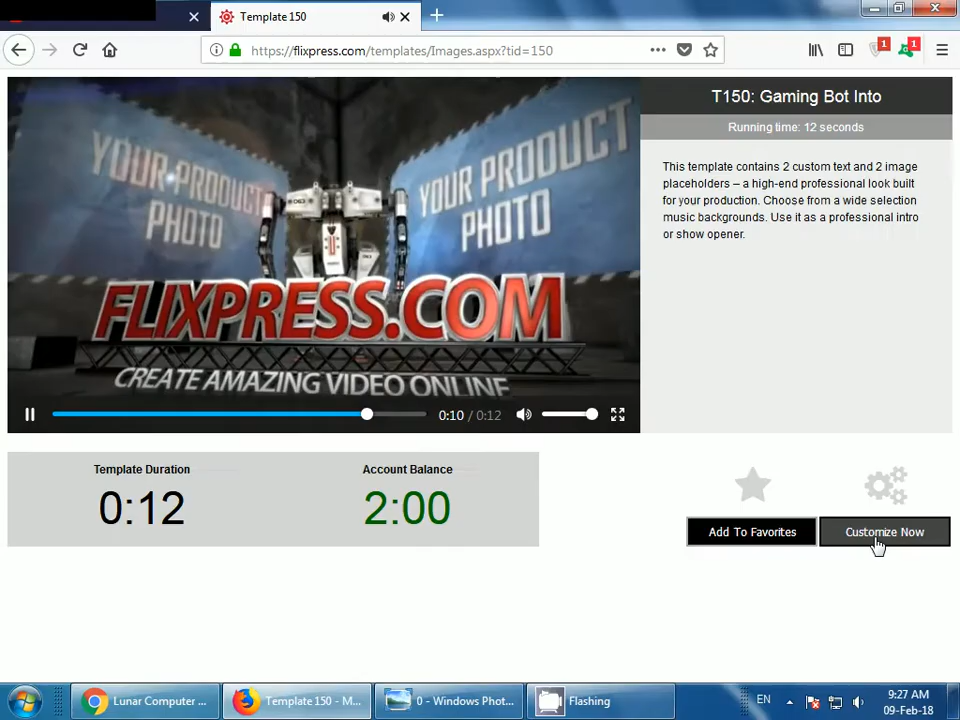 Template 150
https://flixpress.com/templates/Images.aspx?tid=150
1
1
YOUR PRODUCT
PHOTO
YOUR PRODUCT
PHOTO
063
FLIXPRESS.COM
CREATE AMAZING VIDEO ONLINE
0:10 / 0:12
T150: Gaming Bot Into
Running time: 12 seconds
This template contains 2 custom text and 2 image
placeholders – a high-end professional look built
for your production. Choose from a wide selection
music backgrounds. Use it as a professional intro
or show opener.
Template Duration
0:12
Account Balance
2:00
Add To Favorites
Customize Now
Lunar Computer ...
Template 150 - M...
0 - Windows Phot...
Flashing
EN
9:27 AM
09-Feb-18